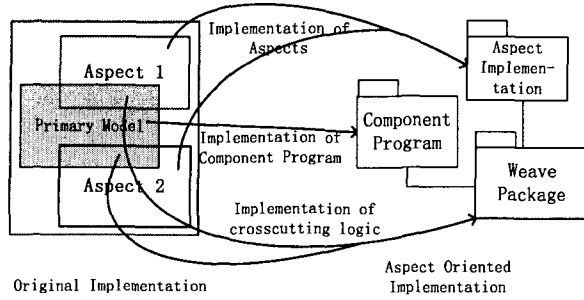 Implementation of
Aspects
Aspect 1
Primary Model
Aspect 2
Implementation of
Component Program
Implementation of
crosscutting logic
Aspect
Implemen-
tation
Component
Program
Weave
Package
Original Implementation
Aspect Oriented
Implementation